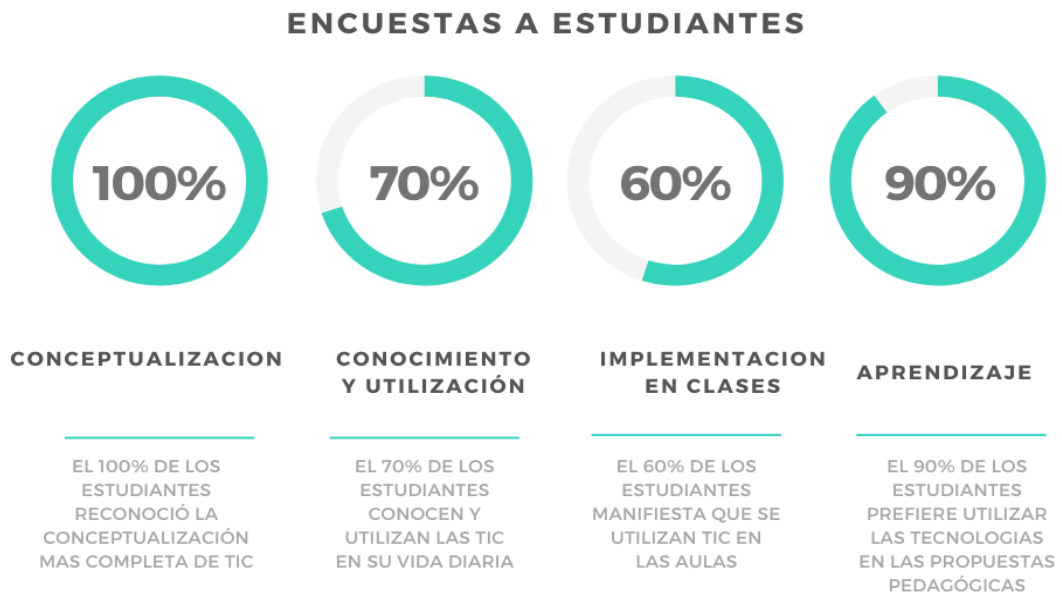 ENCUESTAS A ESTUDIANTES
100%
70%
60%
90%
CONCEPTUALIZACION
CONOCIMIENTO
Y UTILIZACIÓN
IMPLEMENTACION
EN CLASES
APRENDIZAJE
EL 100% DE LOS
ESTUDIANTES
RECONOCIÓ LA
CONCEPTUALIZACIÓN
MAS COMPLETA DE TIC
EL 70% DE LOS
ESTUDIANTES
CONOCEN Y
UTILIZAN LAS TIC
EN SU VIDA DIARIA
EL 60% DE LOS
ESTUDIANTES
MANIFIESTA QUE SE
UTILIZAN TIC EN
LAS AULAS
EL 90% DE LOS
ESTUDIANTES
PREFIERE UTILIZAR
LAS TECNOLOGIAS
EN LAS PROPUESTAS
PEDAGÓGICAS